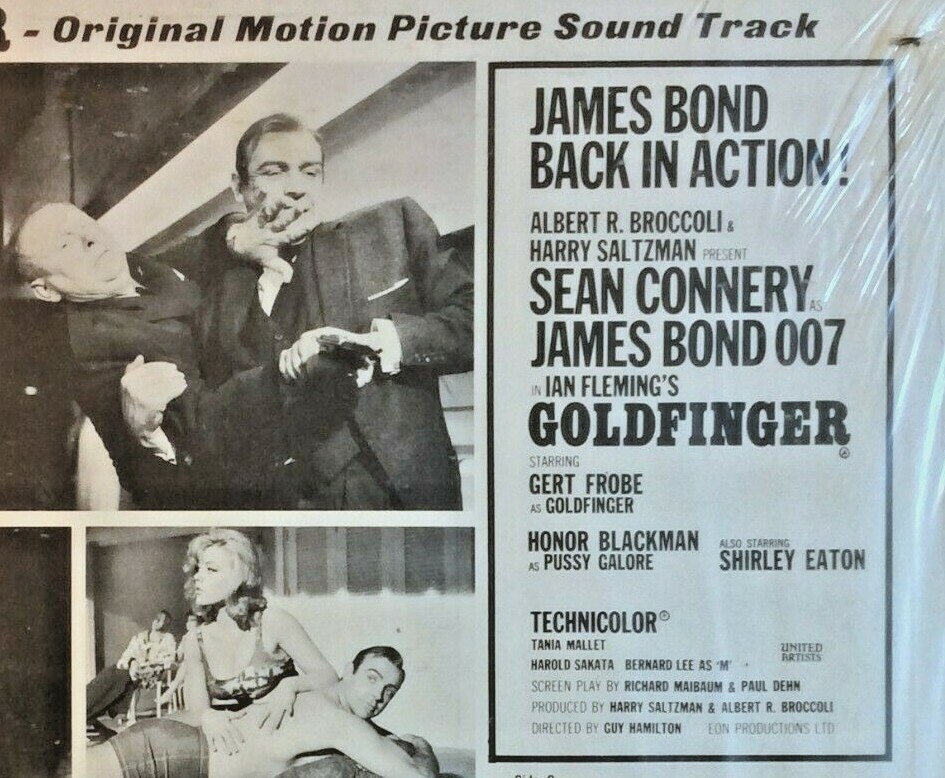 - Original Motion Picture Sound Track
JAMES BOND
BACK IN ACTION!
ALBERT R. BROCCOLI &
HARRY SALTZMAN PRESENT
SEAN CONNERY AS
JAMES BOND 007
IN IAN FLEMING'S
GOLDFINGER
STARRING
GERT FROBE
AS GOLDFINGER
HONOR BLACKMAN
AS PUSSY GALORE
ALSO STARRING
SHIRLEY EATON
TECHNICOLOR®
TANIA MALLET
HAROLD SAKATA BERNARD LEE AS 'M'
UNITED
ARTISTS
SCREEN PLAY BY RICHARD MAIBAUM & PAUL DEHN
PRODUCED BY HARRY SALTZMAN & ALBERT R. BROCCOLI
DIRECTED BY GUY HAMILTON EON PRODUCTIONS LTD